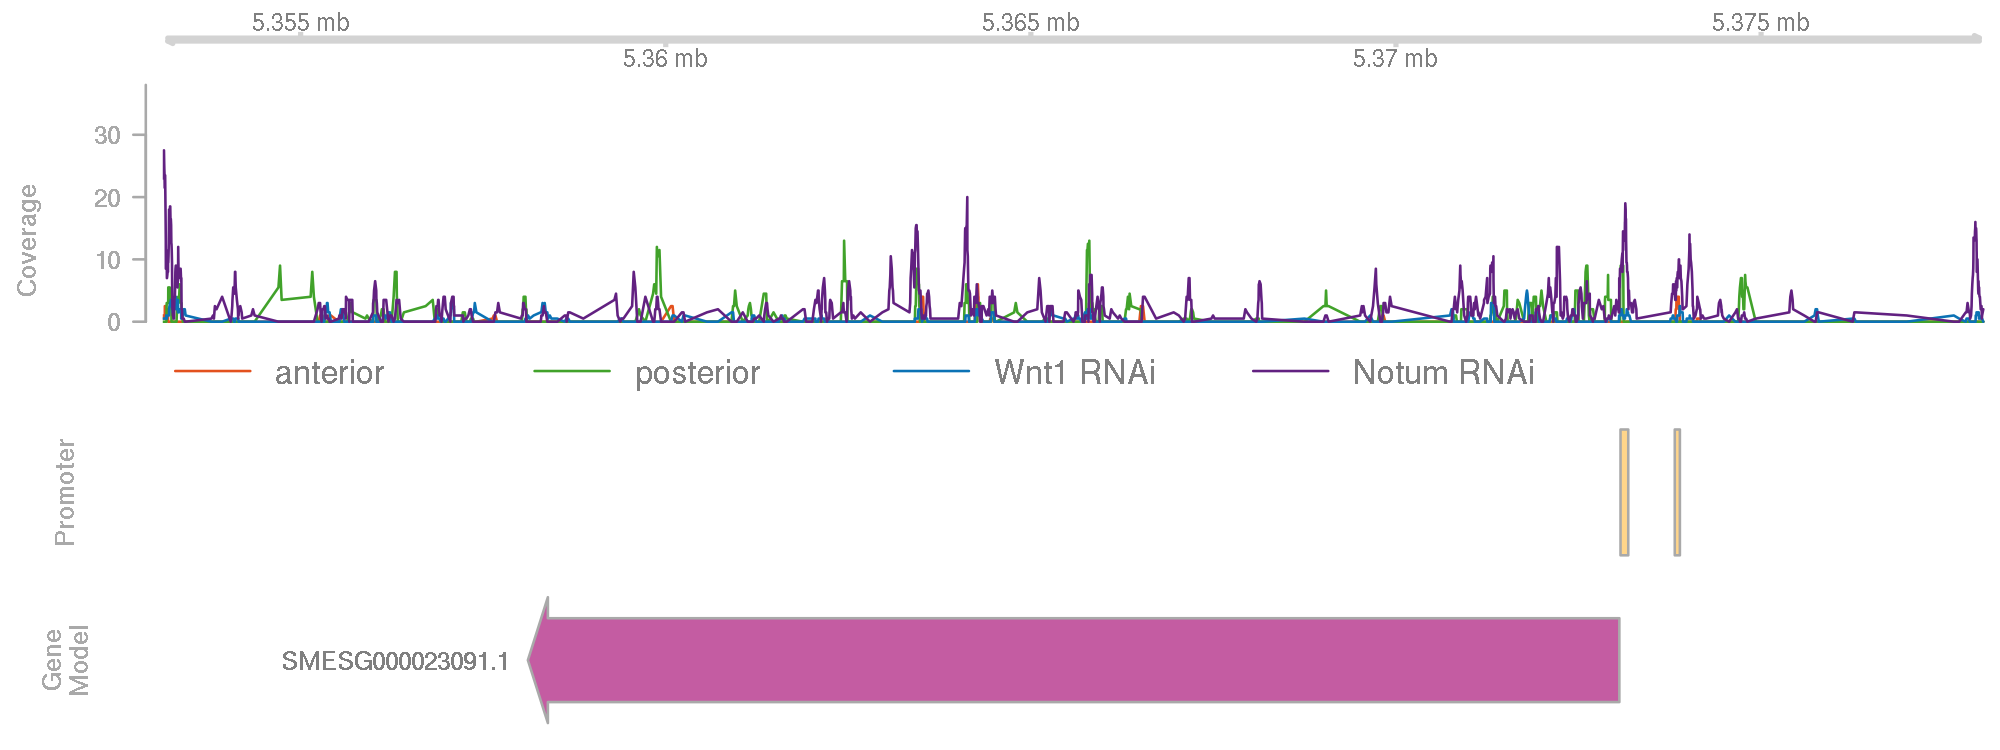 5.355 mb 5.365 mb 5.375 mb
5.36 mb 5.37 mb
Coverage
30
20
10
0
anterior posterior Wnt1 RNAi Notum RNAi
Promoter
Gene
Model
SMESG000023091.1